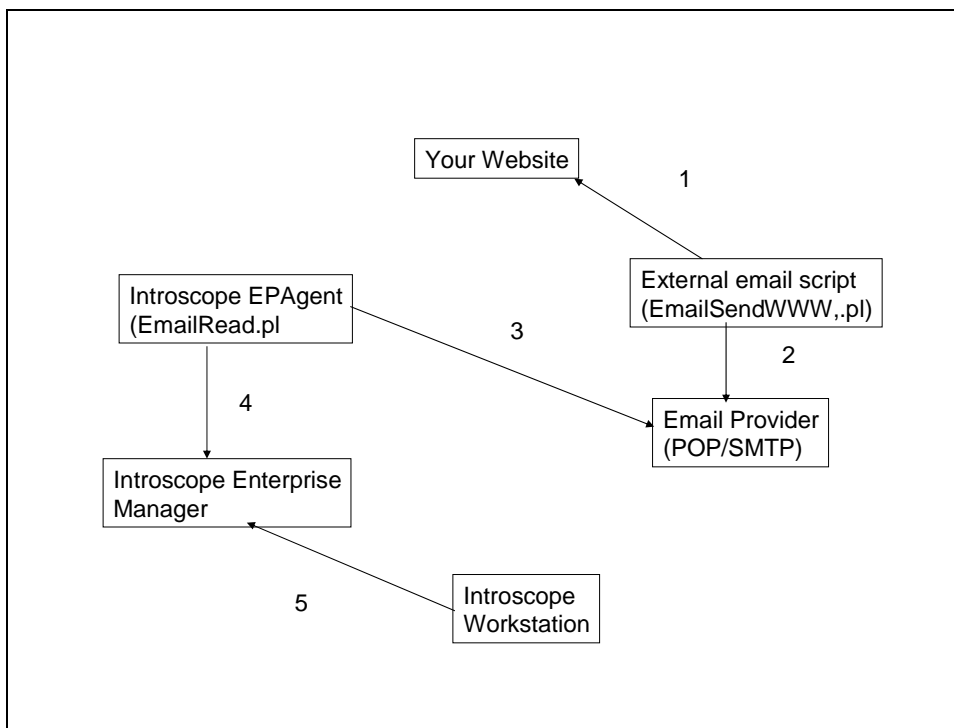 Your Website
1
External email script
(EmailSendWWW,.pl)
Introscope EPAgent
(EmailRead.pl
3
2
4
Email Provider
(POP/SMTP)
Introscope Enterprise
Manager
5
Introscope
Workstation